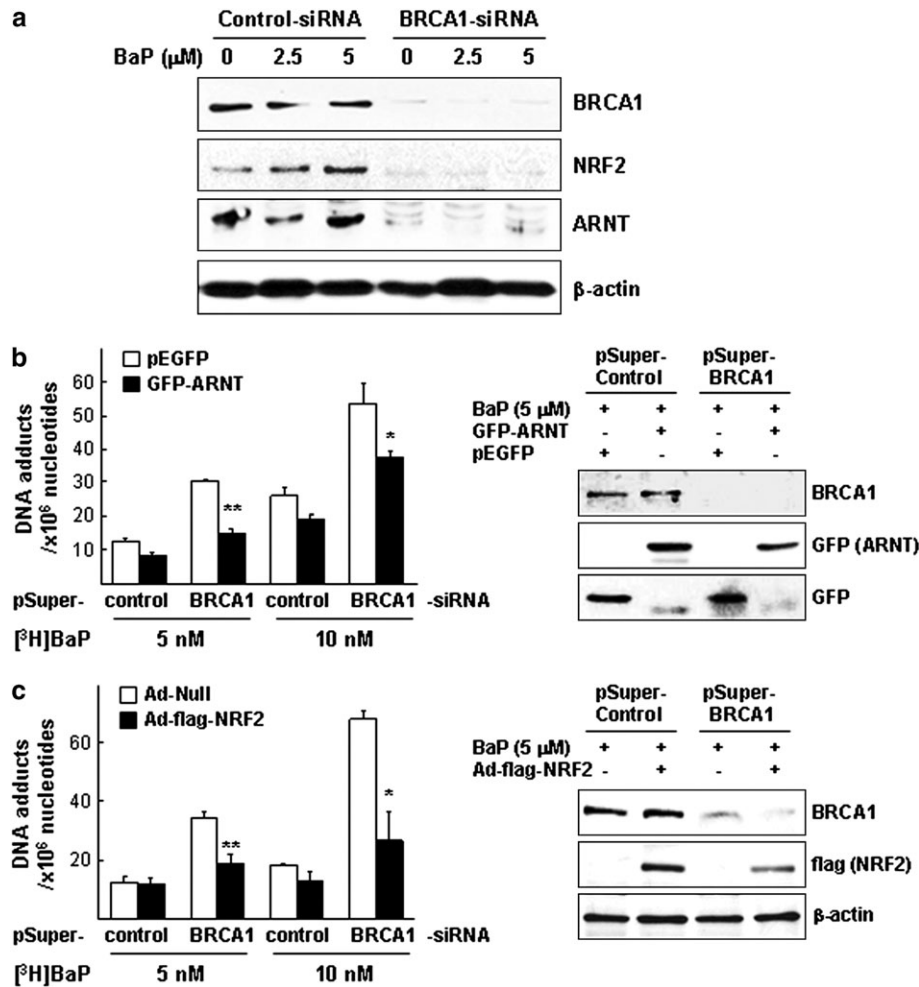 a
Control-siRNA BRCA1-siRNA
BaP (μM) 0 2.5 5 0 2.5 5
BRCA1
NRF2
ARNT
β-actin
b
pEGFP
GFP-ARNT
DNA adducts
/x10⁶ nucleotides
60
50
40
30
20
10
**
*
pSuper- control BRCA1 control BRCA1 -siRNA
[³H]BaP 5 nM 10 nM
pSuper-
Control
pSuper-
BRCA1
BaP (5 μM) + + + +
GFP-ARNT - + - +
pEGFP + - + -
BRCA1
GFP (ARNT)
GFP
c
Ad-Null
Ad-flag-NRF2
DNA adducts
/x10⁶ nucleotides
60
40
20
**
*
pSuper- control BRCA1 control BRCA1 -siRNA
[³H]BaP 5 nM 10 nM
pSuper-
Control
pSuper-
BRCA1
BaP (5 μM) + + + +
Ad-flag-NRF2 - + - +
BRCA1
flag (NRF2)
β-actin